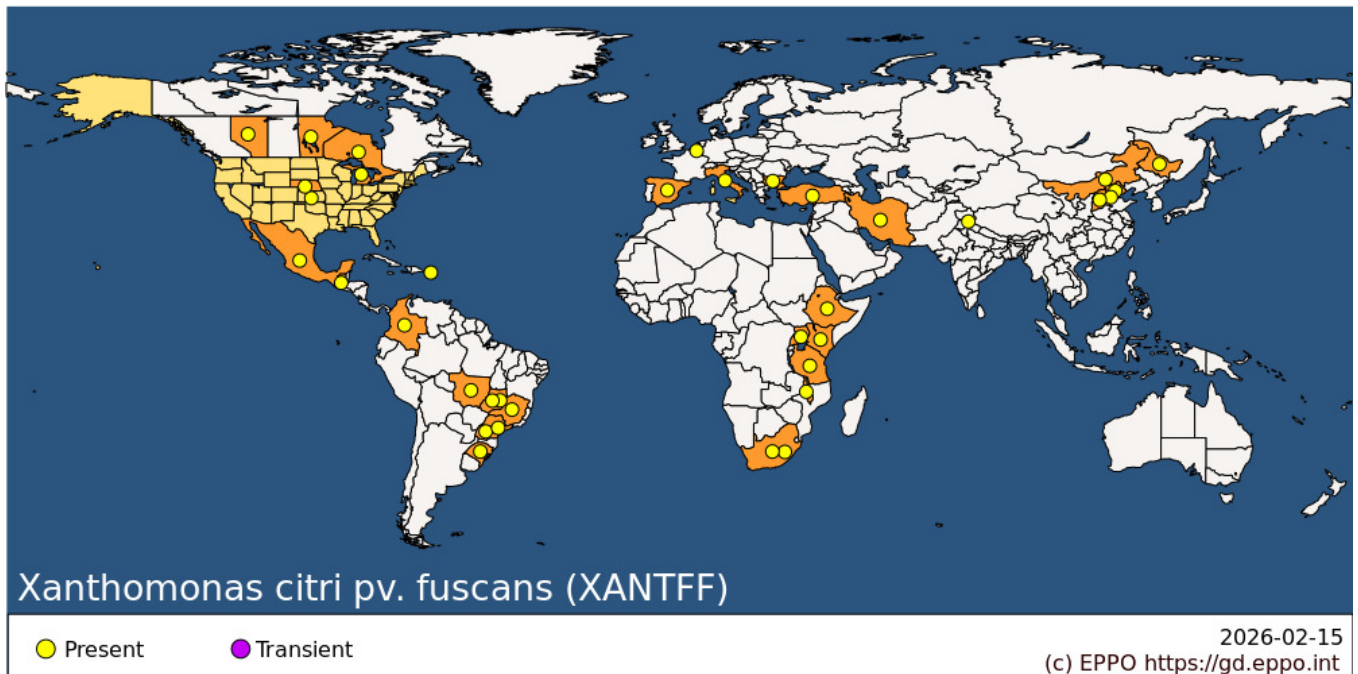 Xanthomonas citri pv. fuscans (XANTFF)
Present
Transient
2026-02-15
(c) EPPO https://gd.eppo.int